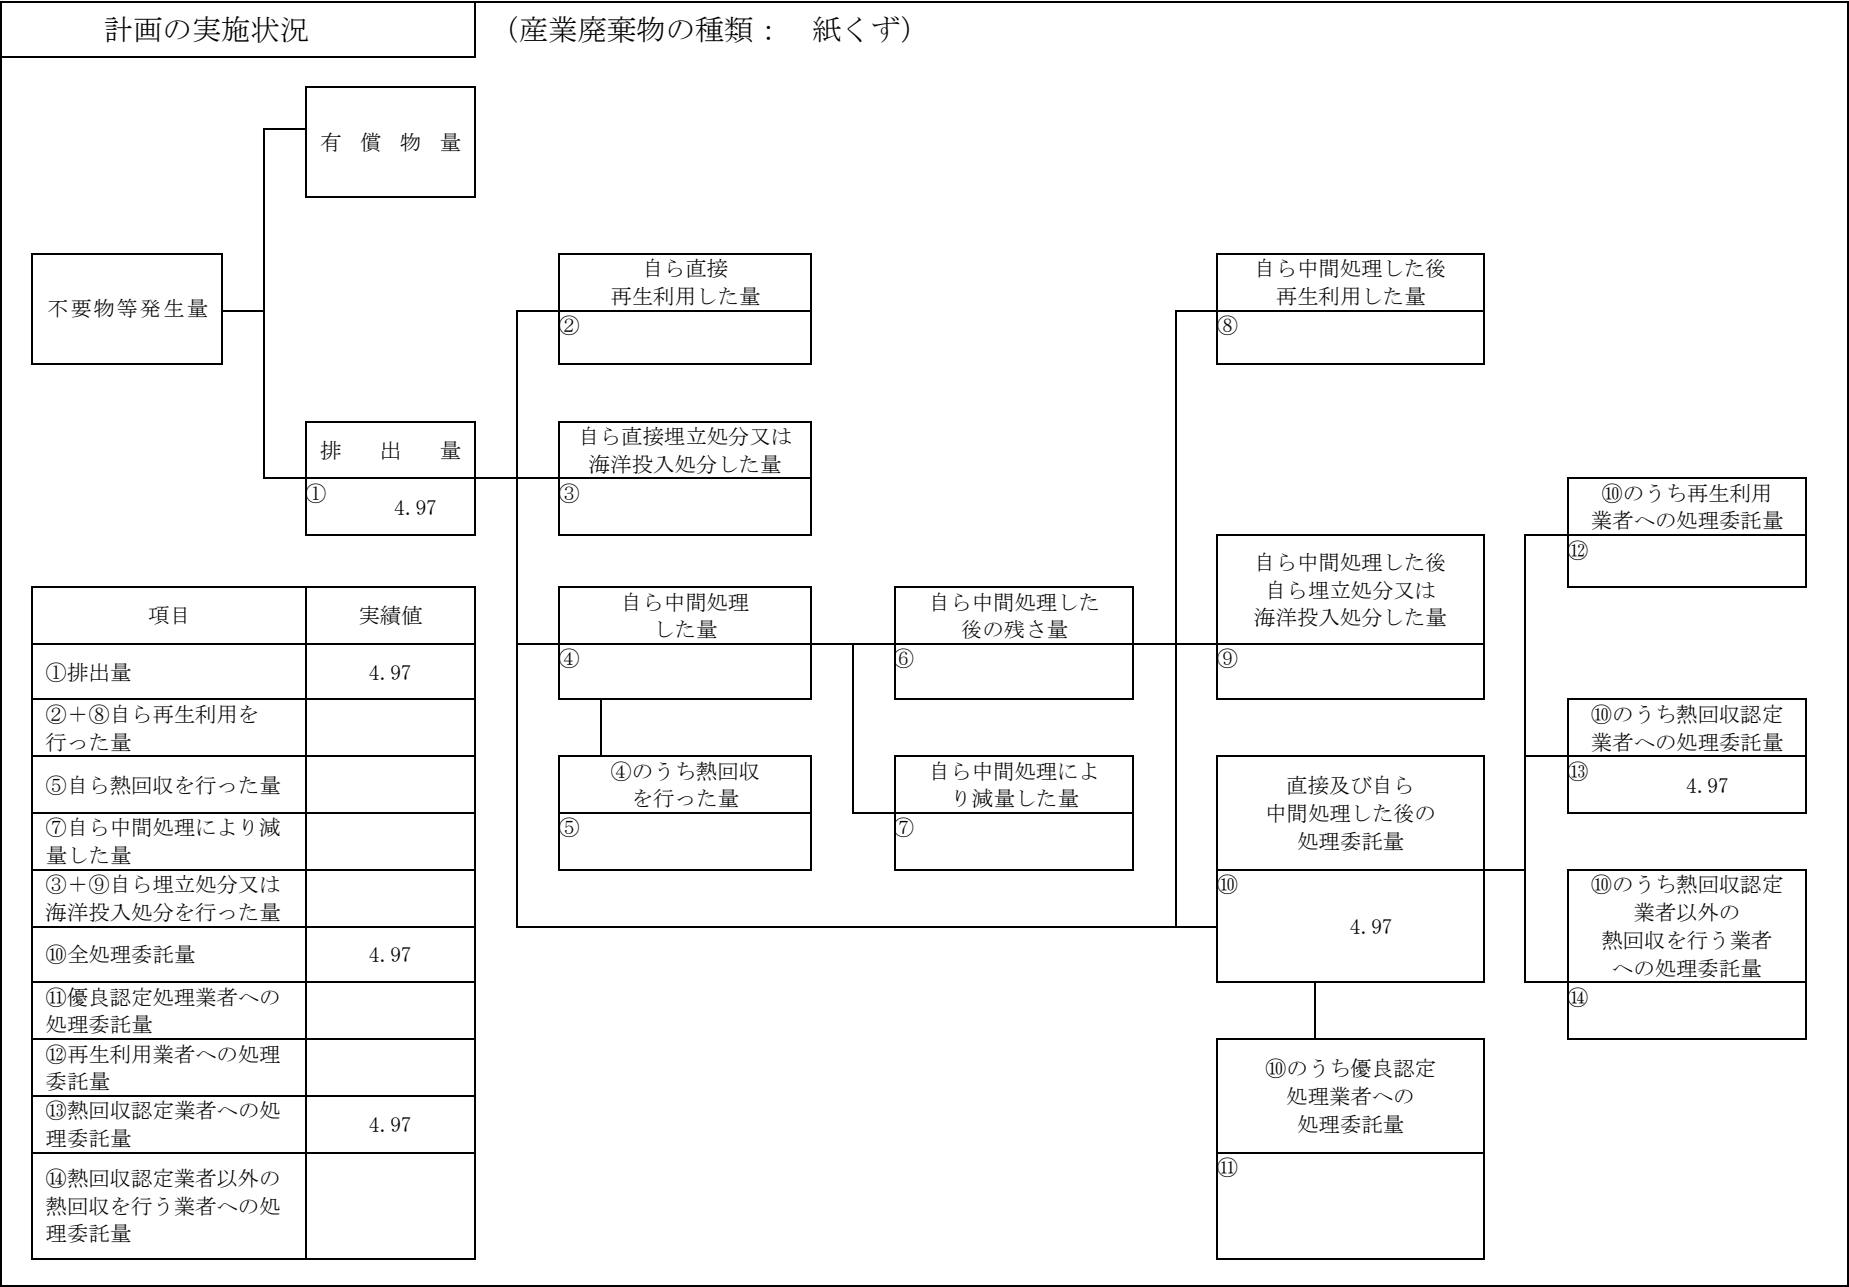 計画の実施状況
（産業廃棄物の種類：　紙くず）
有　償　物　量
不要物等発生量
自ら直接
再生利用した量
②
自ら中間処理した後
再生利用した量
⑧
排　出　量
①
4.97
自ら直接埋立処分又は
海洋投入処分した量
③
⑩のうち再生利用
業者への処理委託量
⑫
自ら中間処理した後
自ら埋立処分又は
海洋投入処分した量
⑨
自ら中間処理
した量
④
自ら中間処理した
後の残さ量
⑥
⑩のうち熱回収認定
業者への処理委託量
⑬
4.97
④のうち熱回収
を行った量
⑤
自ら中間処理によ
り減量した量
⑦
直接及び自ら
中間処理した後の
処理委託量
⑩
4.97
⑩のうち熱回収認定
業者以外の
熱回収を行う業者
への処理委託量
⑭
⑩のうち優良認定
処理業者への
処理委託量
⑪
項目
実績値
①排出量
4.97
②＋⑧自ら再生利用を
行った量
⑤自ら熱回収を行った量
⑦自ら中間処理により減
量した量
③＋⑨自ら埋立処分又は
海洋投入処分を行った量
⑩全処理委託量
4.97
⑪優良認定処理業者への
処理委託量
⑫再生利用業者への処理
委託量
⑬熱回収認定業者への処
理委託量
4.97
⑭熱回収認定業者以外の
熱回収を行う業者への処
理委託量